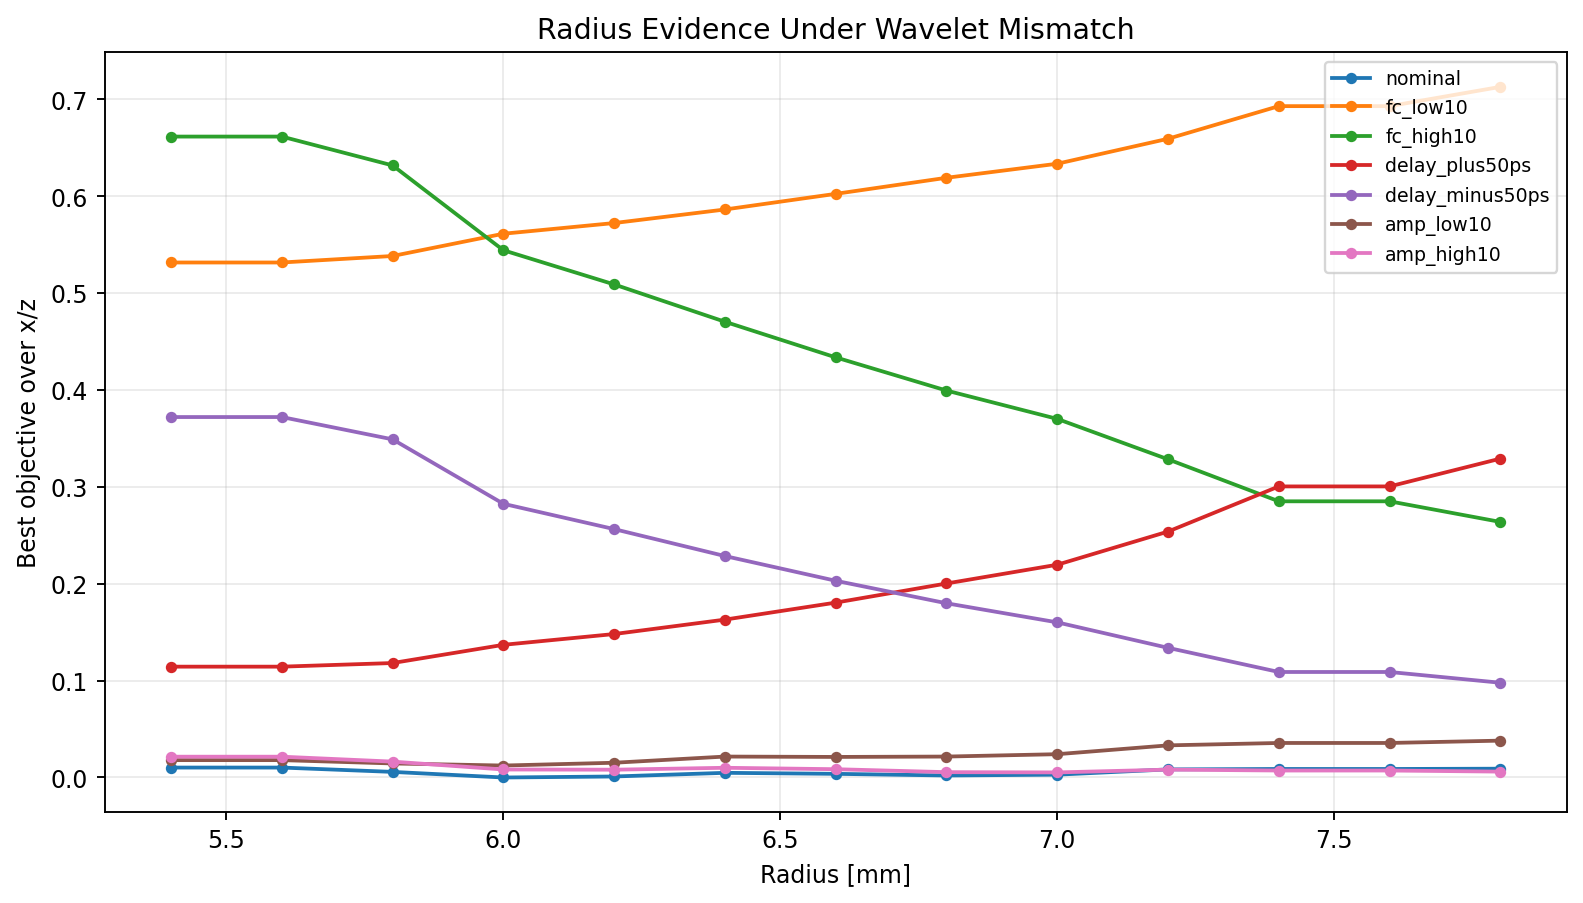 Radius Evidence Under Wavelet Mismatch
nominal
fc_low10
fc_high10
delay_plus50ps
delay_minus50ps
amp_low10
amp_high10
Best objective over x/z
0.7
0.6
0.5
0.4
0.3
0.2
0.1
0.0
5.5 6.0 6.5 7.0 7.5
Radius [mm]